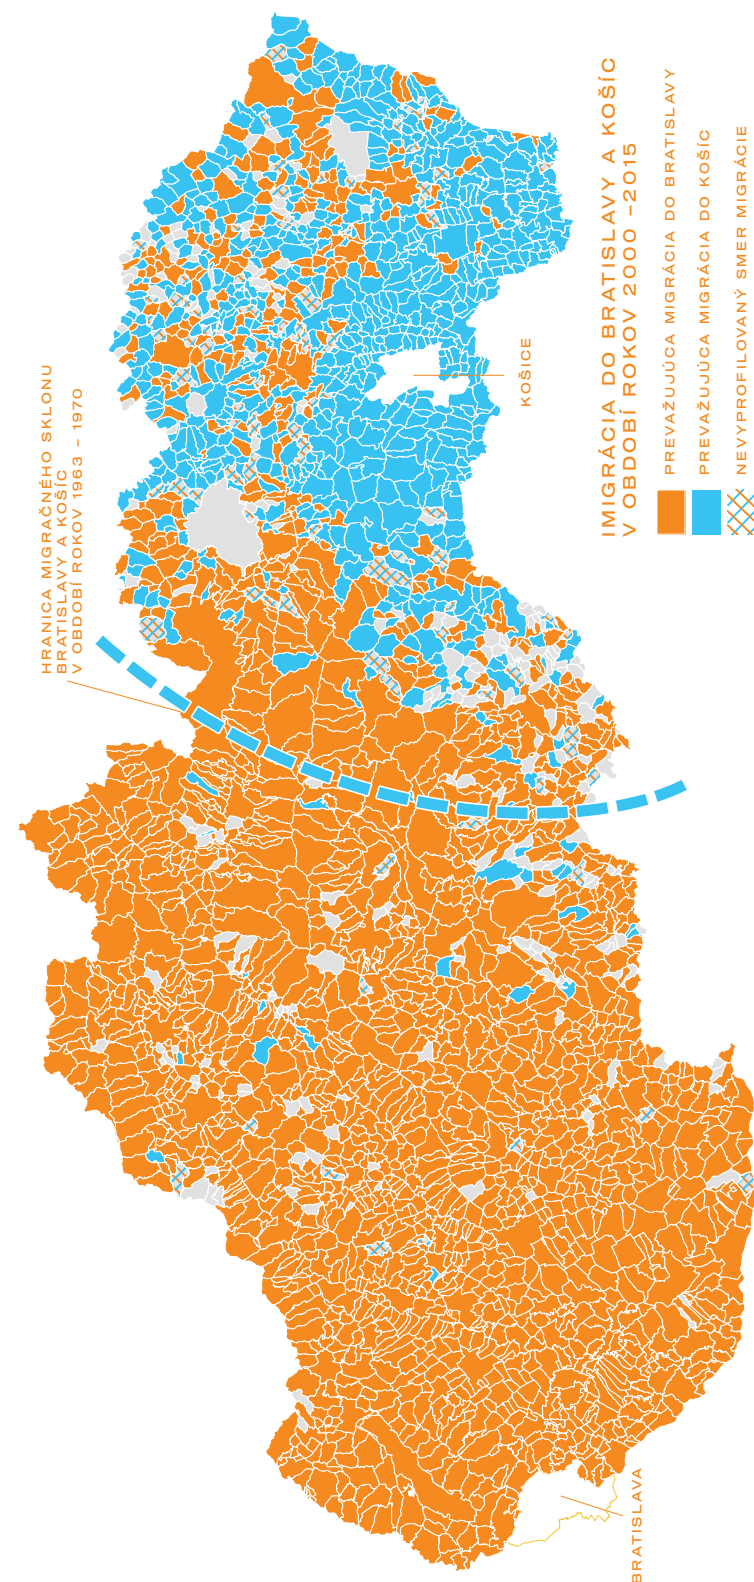 HRANICA MIGRAČNÉHO SKLONU
BRATISLAVY A KOŠÍC
V OBDOBÍ ROKOV 1963 – 1970
KOŠICE
BRATISLAVA
IMIGRÁCIA DO BRATISLAVY A KOŠÍC
V OBDOBÍ ROKOV 2000 -2015
PREVAŽUJÚCA MIGRÁCIA DO BRATISLAVY
PREVAŽUJÚCA MIGRÁCIA DO KOŠÍC
NEVYPROFILOVANÝ SMER MIGRÁCIE